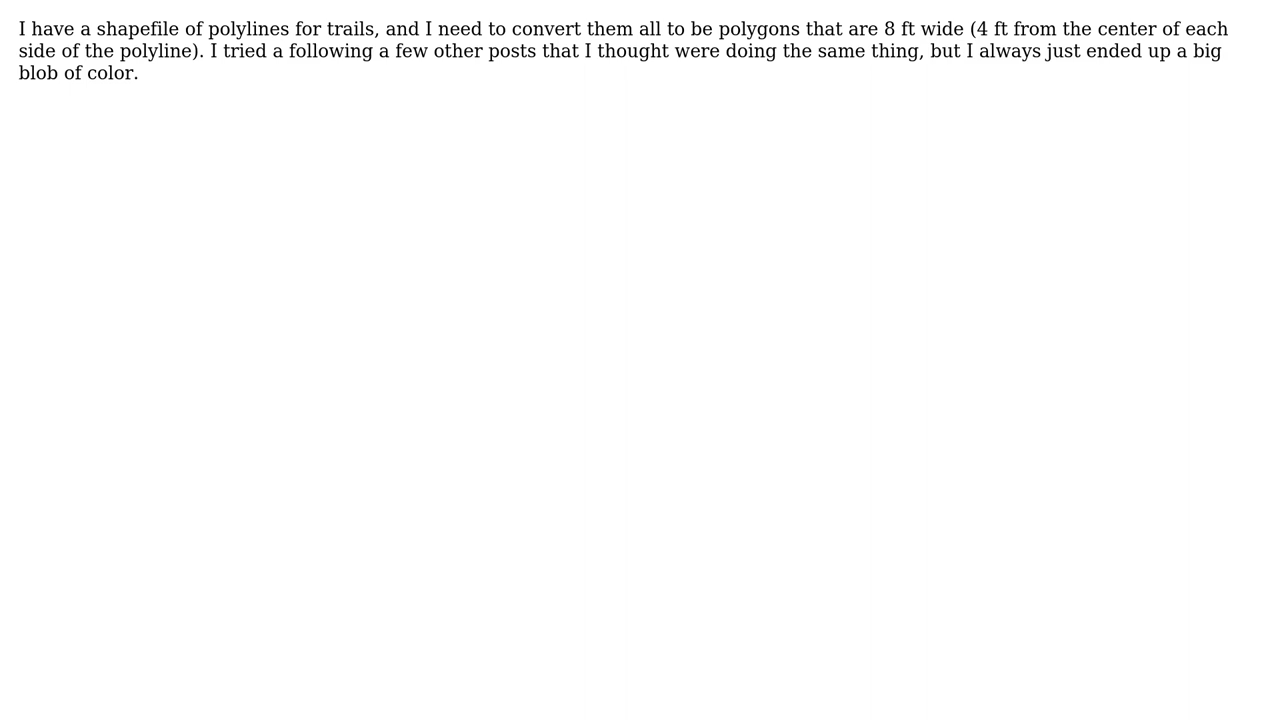 I have a shapefile of polylines for trails, and I need to convert them all to be polygons that are 8 ft wide (4 ft from the center of each
side of the polyline). I tried a following a few other posts that I thought were doing the same thing, but I always just ended up a big
blob of color.